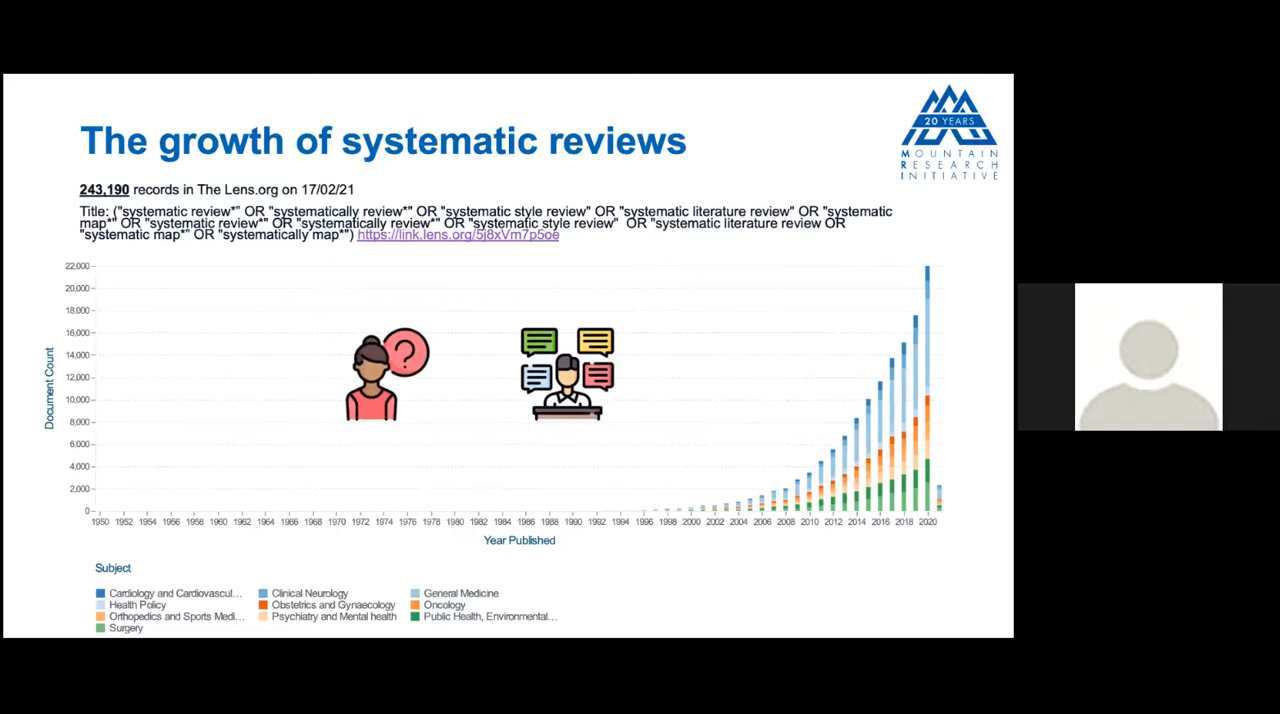 The growth of systematic reviews
20 YEARS
MOUNTAIN
RESEARCH
INITIATIVE
243,190 records in The Lens.org on 17/02/21
Title: ("systematic review*" OR "systematically review*" OR "systematic style review" OR "systematic literature review" OR "systematic
map*" OR "systematic review*" OR "systematically review*" OR "systematic style review" OR "systematic literature review OR
"systematic map*" OR "systematically map*") https://link.lens.org/5j8xVm7p5oe
22,000
20,000
18,000
16,000
14,000
12,000
10,000
8,000
6,000
4,000
2,000
0
Document Count
?
1950 1952 1954 1956 1958 1960 1962 1964 1966 1968 1970 1972 1974 1976 1978 1980 1982 1984 1986 1988 1990 1992 1994 1996 1998 2000 2002 2004 2006 2008 2010 2012 2014 2016 2018 2020
Year Published
Subject
Cardiology and Cardiovascul... Clinical Neurology General Medicine
Health Policy Obstetrics and Gynaecology Oncology
Orthopedics and Sports Medi... Psychiatry and Mental health Public Health, Environmental...
Surgery